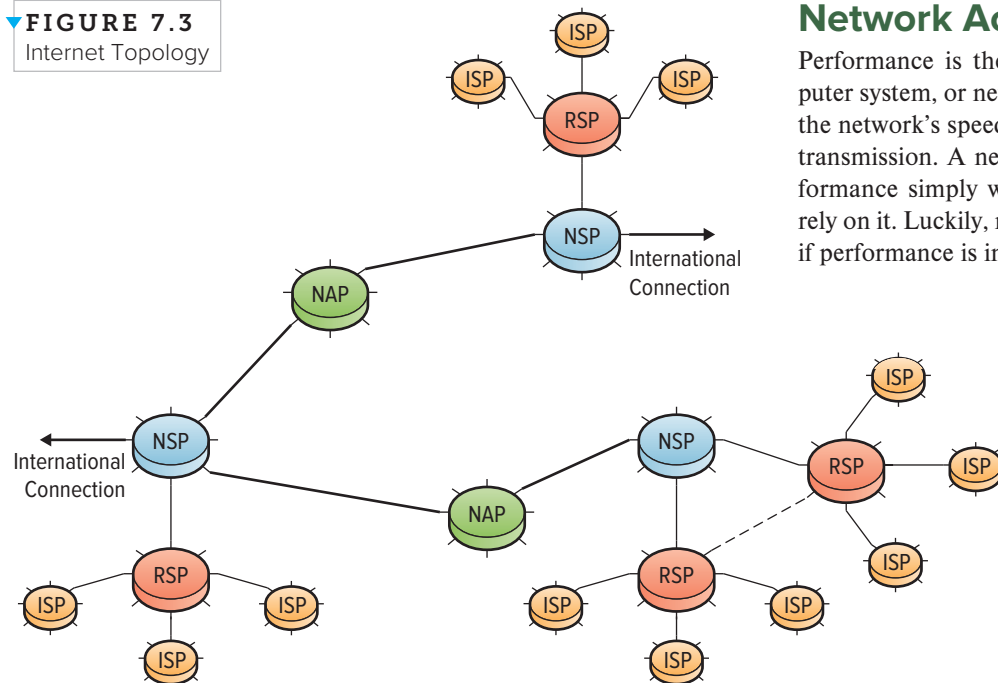 FIGURE 7.3
Internet Topology
ISP
ISP
ISP
RSP
NSP
International
Connection
NAP
NSP
International
Connection
NAP
NSP
RSP
ISP
ISP
ISP
RSP
ISP
ISP
ISP
RSP
ISP
ISP
ISP
Network Ac
Performance is the
puter system, or ne
the network's speed
transmission. A ne
formance simply w
rely on it. Luckily, r
if performance is in